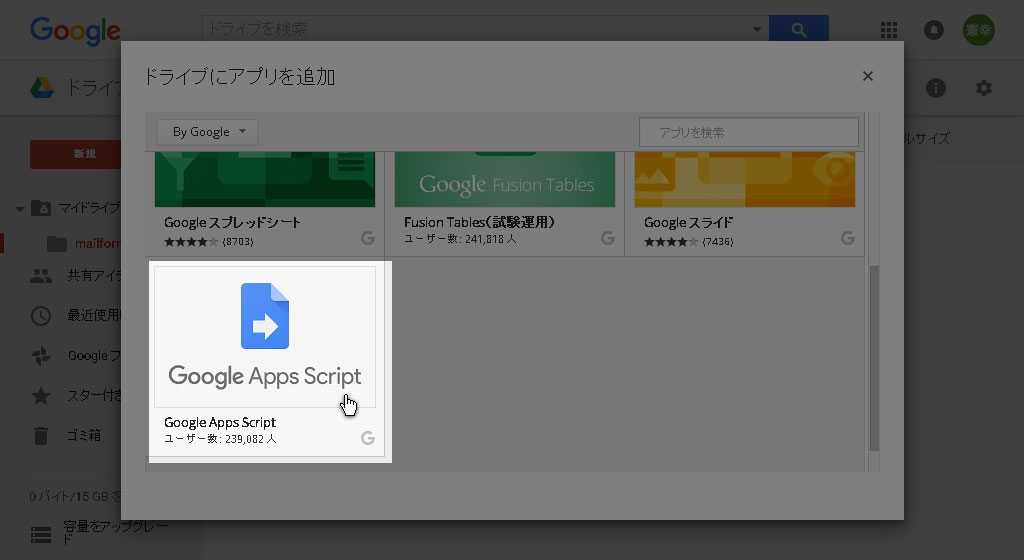 Google
ドライブを検索
憲幸
ドライブにアプリを追加
ドライブ
By Google
アプリを検索
新規
Google Fusion Tables
マイドライブ
Google スプレッドシート
(8703)
Fusion Tables(試験運用)
ユーザー数: 241,818 人
Google スライド
(7436)
mailform
共有アイテ
最近使用
Google フ
スター付き
ゴミ箱
Google Apps Script
Google Apps Script
ユーザー数: 239,082 人
0 バイト/15 GB を
容量をアップグレー
ド